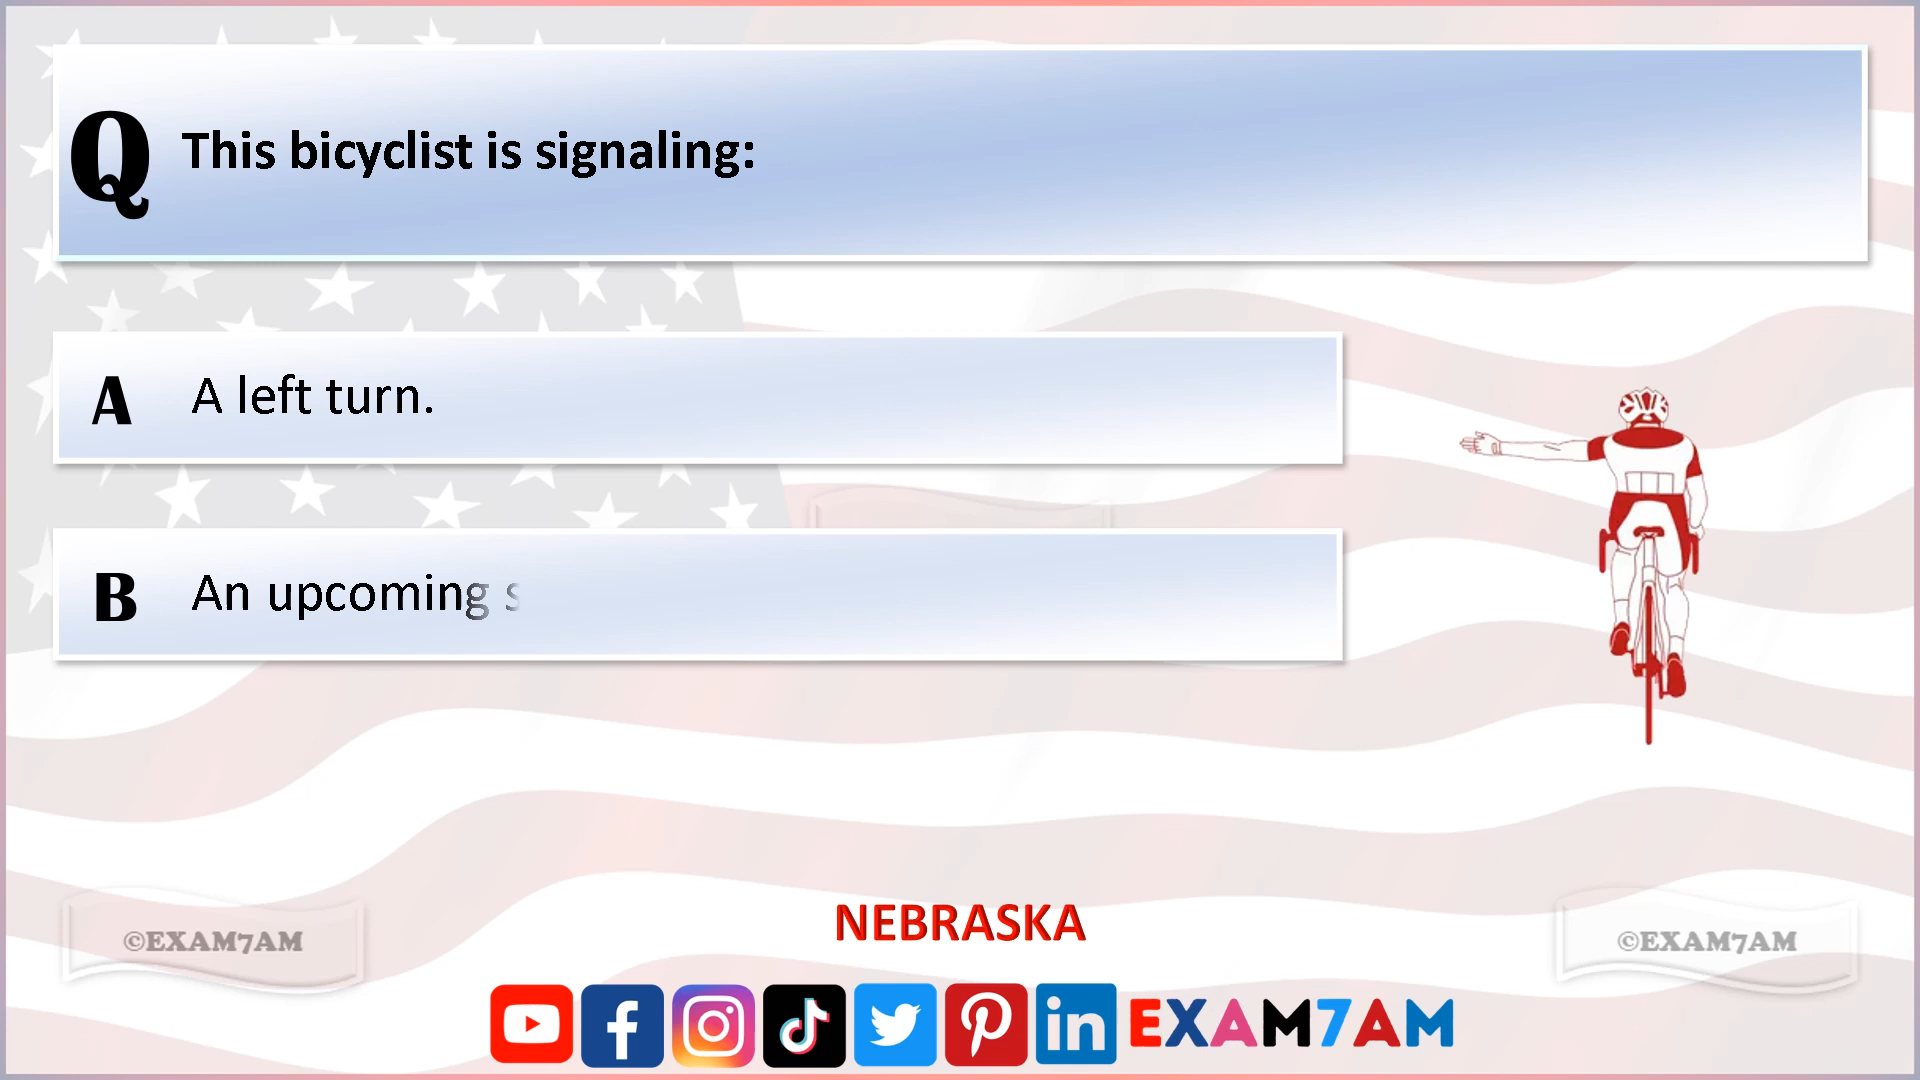 Q This bicyclist is signaling:
A A left turn.
B An upcoming s
NEBRASKA
©EXAM7AM ©EXAM7AM
EXAM7AM